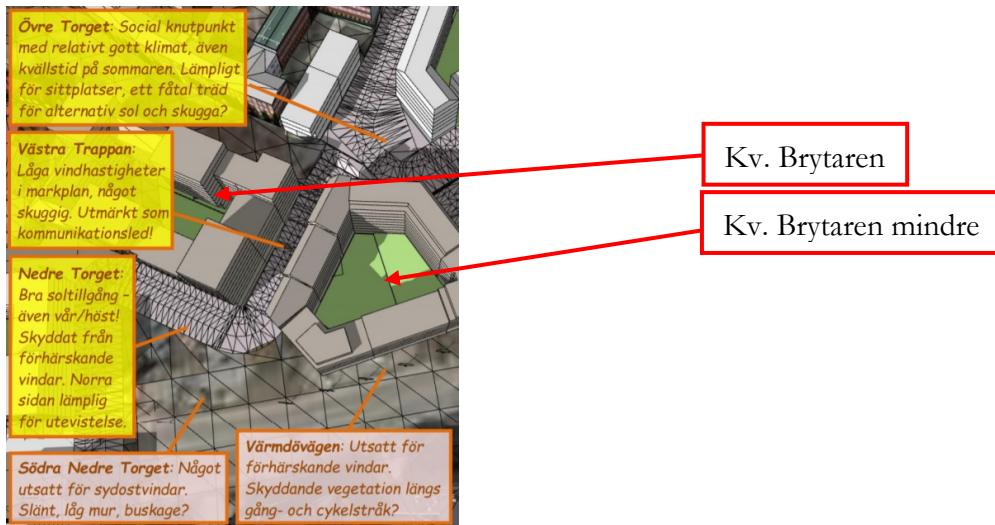 Övre Torget: Social knutpunkt
med relativt gott klimat, även
kvällstid på sommaren. Lämpligt
för sittplatser, ett fåtal träd
för alternativ sol och skugga?
Västra Trappan:
Låga vindhastigheter
i markplan, något
skuggig. Utmärkt som
kommunikationsled!
Nedre Torget:
Bra soltillgång –
även vår/höst!
Skyddat från
förhärskande
vindar. Norra
sidan lämplig
för utevistelse.
Södra Nedre Torget: Något
utsatt för sydostvindar.
Slänt, låg mur, buskage?
Värmdövägen: Utsatt för
förhärskande vindar.
Skyddande vegetation längs
gång- och cykelstråk?
Kv. Brytaren
Kv. Brytaren mindre